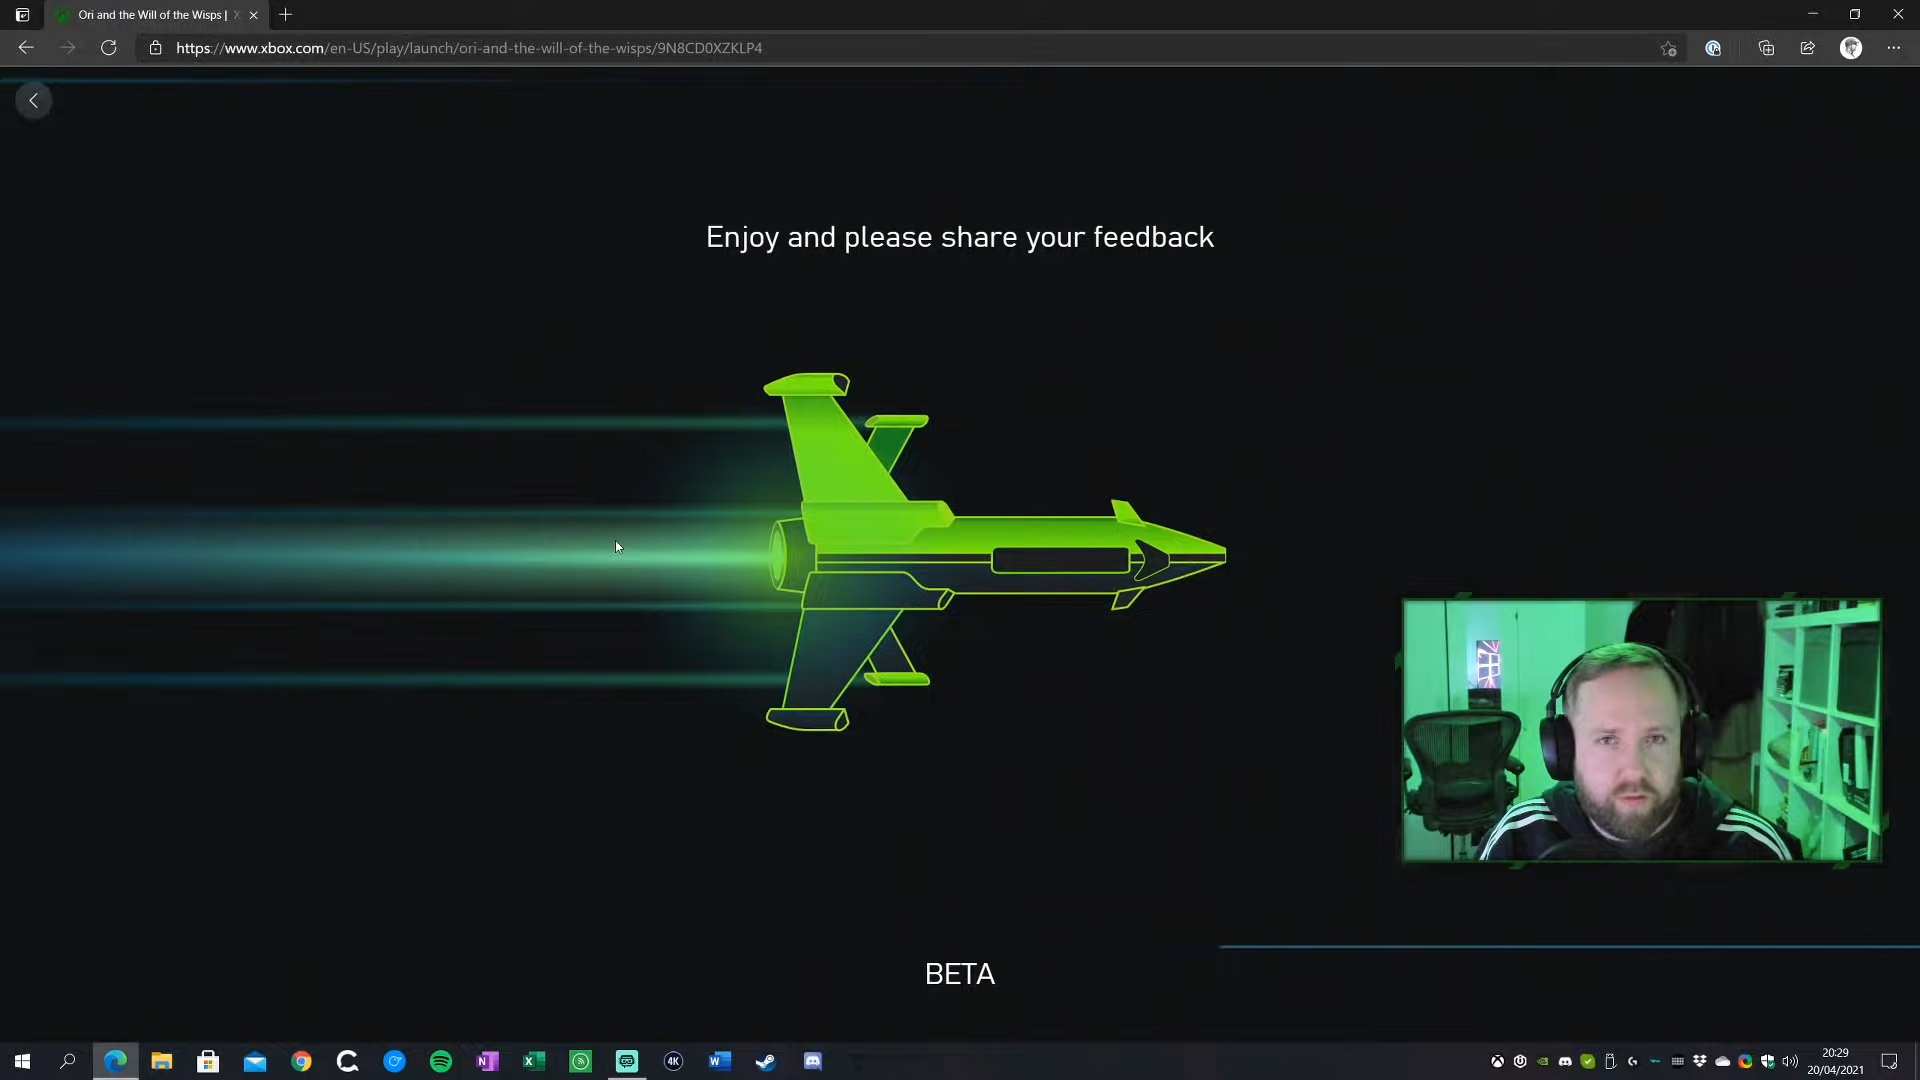 Ori and the Will of the Wisps | X
https://www.xbox.com/en-US/play/launch/ori-and-the-will-of-the-wisps/9N8CD0XZKLP4
Enjoy and please share your feedback
BETA
4K
20:29
20/04/2021